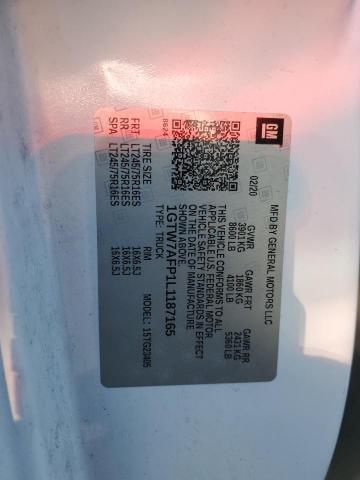 GM
MFD BY GENERAL MOTORS LLC
02/20
GVWR GAWR FRT GAWR RR
3901 KG 1860 KG 2431 KG
8600 LB 4100 LB 5360 LB
THIS VEHICLE CONFORMS TO ALL
APPLICABLE U.S. FEDERAL MOTOR
VEHICLE SAFETY STANDARDS IN EFFECT
ON THE DATE OF MANUFACTURE
SHOWN ABOVE.
1GTW7AFP1L1187165
TYPE: TRUCK
MODEL: 15TG23405
TIRE SIZE RIM
FRT LT245/75R16ES 16X6.5J
RR LT245/75R16ES 16X6.5J
SPA LT245/75R16ES 16X6.5J